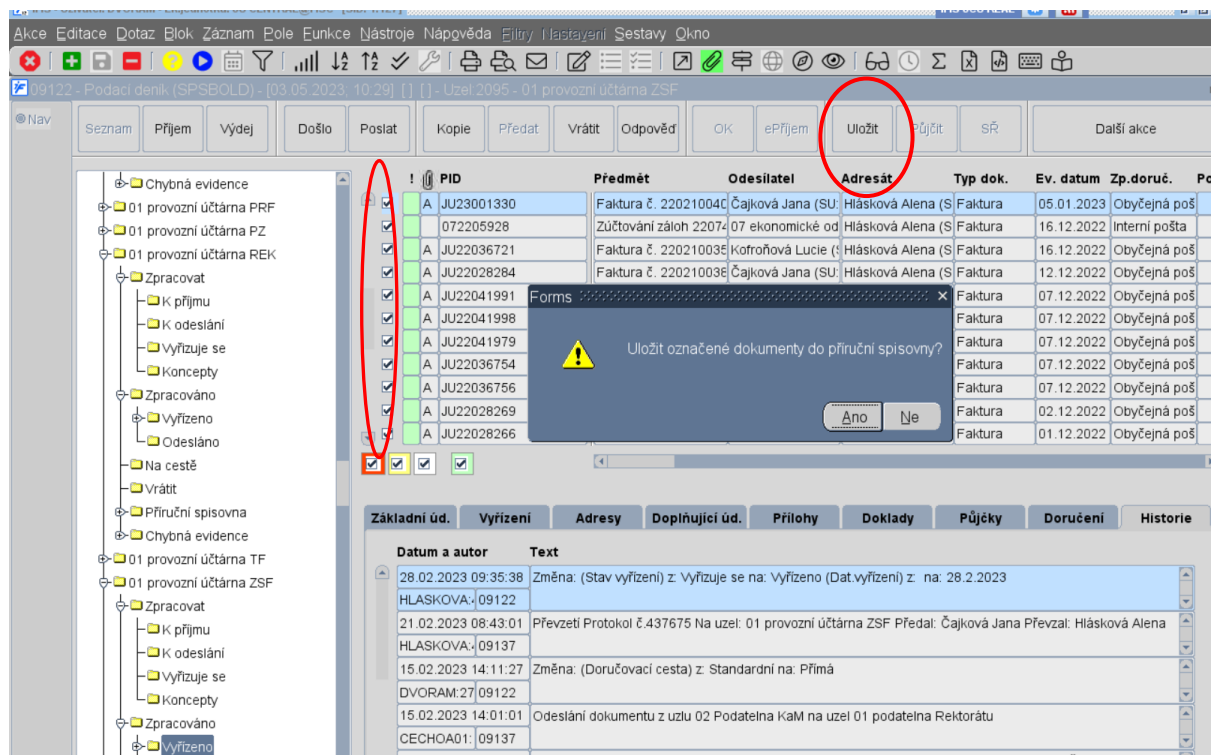 Akce Editace Dotaz Blok Záznam Pole Funkce Nástroje Nápověda Filtry Nastavení Sestavy Okno
09122 - Podací deník (SPSBOLD) - [03.05.2023, 10:29] [ ] [ ] - Uzel:2095 - 01 provozní účtárna ZSF
Nav
Seznam Příjem Výdej Došlo Poslat Kopie Předat Vrátit Odpověď OK ePříjem Uložit Půjčit SŘ Další akce
Chybná evidence
01 provozní účtárna PRF
01 provozní účtárna PZ
01 provozní účtárna REK
Zpracovat
K příjmu
K odeslání
Vyřizuje se
Koncepty
Zpracováno
Vyřízeno
Odesláno
Na cestě
Vrátit
Příruční spisovna
Chybná evidence
01 provozní účtárna TF
01 provozní účtárna ZSF
Zpracovat
K příjmu
K odeslání
Vyřizuje se
Koncepty
Zpracováno
Vyřízeno
! PID Předmět Odesílatel Adresát Typ dok. Ev. datum Zp.doruč. Po
A JU23001330 Faktura č. 22021004 Čajková Jana (SU: Hlásková Alena (S Faktura 05.01.2023 Obyčejná poš
072205928 Zúčtování záloh 22074 07 ekonomické od Hlásková Alena (S Faktura 16.12.2022 Interní pošta
A JU22036721 Faktura č. 220210035 Kofroňová Lucie ( Hlásková Alena (S Faktura 16.12.2022 Obyčejná poš
A JU22028284 Faktura č. 220210038 Čajková Jana (SU: Hlásková Alena (S Faktura 12.12.2022 Obyčejná poš
A JU22041991 Faktura 07.12.2022 Obyčejná poš
A JU22041998 Faktura 07.12.2022 Obyčejná poš
A JU22041979 Faktura 07.12.2022 Obyčejná poš
A JU22036754 Faktura 07.12.2022 Obyčejná poš
A JU22036756 Faktura 07.12.2022 Obyčejná poš
A JU22028269 Faktura 02.12.2022 Obyčejná poš
A JU22028266 Faktura 01.12.2022 Obyčejná poš
Forms
Uložit označené dokumenty do příruční spisovny?
Ano Ne
Základní úd. Vyřízení Adresy Doplňující úd. Přílohy Doklady Půjčky Doručení Historie
Datum a autor Text
28.02.2023 09:35:38 Změna: (Stav vyřízení) z: Vyřizuje se na: Vyřízeno (Dat.vyřízení) z: na: 28.2.2023
HLASKOVA: 09122
21.02.2023 08:43:01 Převzetí Protokol č.437675 Na uzel: 01 provozní účtárna ZSF Předal: Čajková Jana Převzal: Hlásková Alena
HLASKOVA: 09137
15.02.2023 14:11:27 Změna: (Doručovací cesta) z: Standardní na: Přímá
DVORAM:27 09122
15.02.2023 14:01:01 Odeslání dokumentu z uzlu 02 Podatelna KaM na uzel 01 podatelna Rektorátu
CECHOA01: 09137